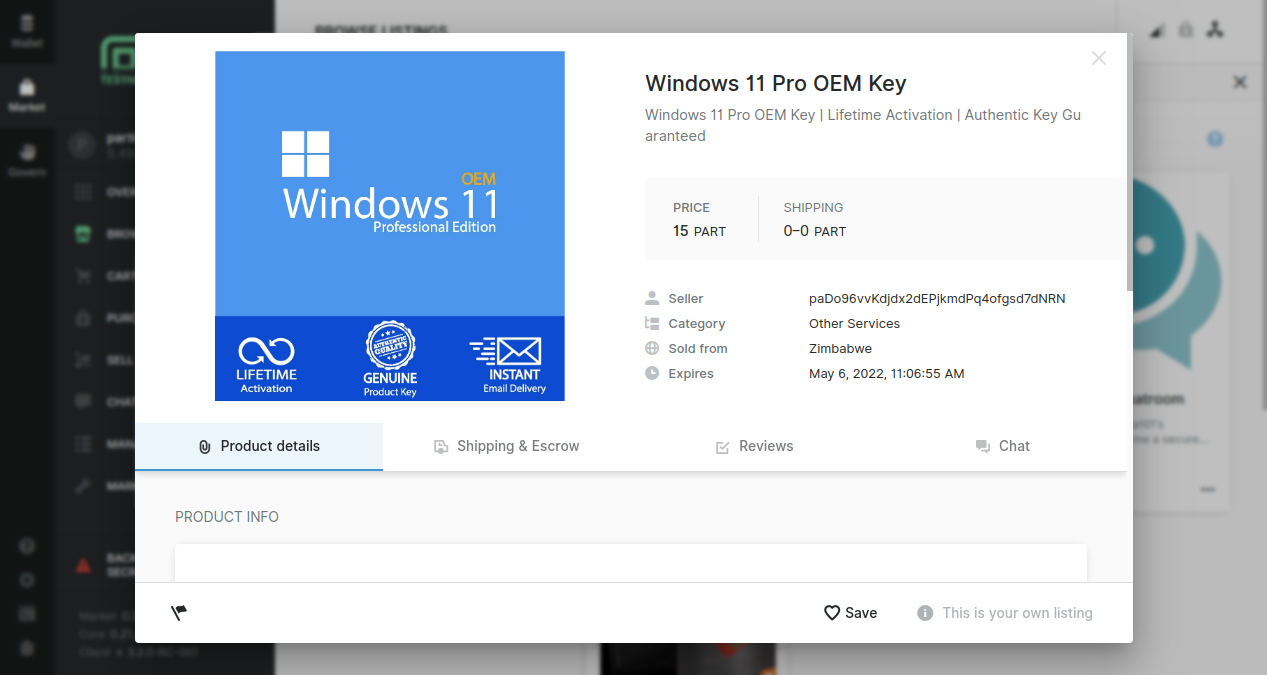 Wallet
Market
Govern
BROWSE LISTINGS
OEM
Windows 11
Professional Edition
LIFETIME
Activation
AUTHENTIC
QUALITY
GENUINE
Product Key
INSTANT
Email Delivery
Windows 11 Pro OEM Key
Windows 11 Pro OEM Key | Lifetime Activation | Authentic Key Gu
aranteed
PRICE
SHIPPING
15 PART
0–0 PART
Seller
paDo96vvKdjdx2dEPjkmdPq4ofgsd7dNRN
Category
Other Services
Sold from
Zimbabwe
Expires
May 6, 2022, 11:06:55 AM
Product details
Shipping & Escrow
Reviews
Chat
PRODUCT INFO
Save
This is your own listing